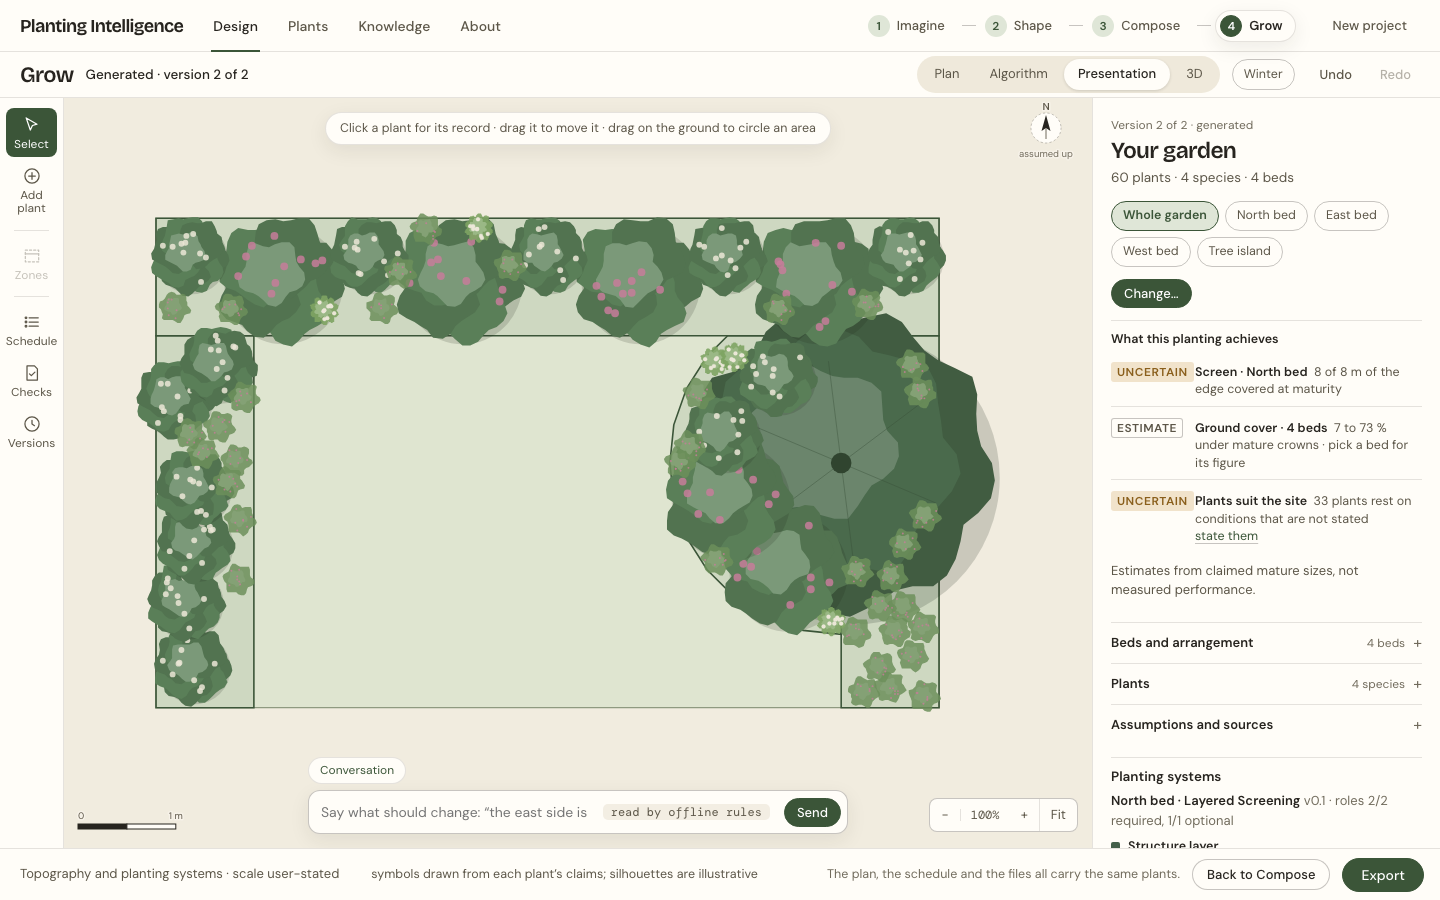 Planting Intelligence
Design
Plants
Knowledge
About
1 Imagine
2 Shape
3 Compose
4 Grow
New project
Grow
Generated · version 2 of 2
Plan
Algorithm
Presentation
3D
Winter
Undo
Redo
Select
Add
plant
Zones
Schedule
Checks
Versions
Click a plant for its record · drag it to move it · drag on the ground to circle an area
N
assumed up
Version 2 of 2 · generated
Your garden
60 plants · 4 species · 4 beds
Whole garden
North bed
East bed
West bed
Tree island
Change...
What this planting achieves
UNCERTAIN Screen · North bed 8 of 8 m of the
edge covered at maturity
ESTIMATE Ground cover · 4 beds 7 to 73 %
under mature crowns · pick a bed for
its figure
UNCERTAIN Plants suit the site 33 plants rest on
conditions that are not stated
state them
Estimates from claimed mature sizes, not
measured performance.
Beds and arrangement 4 beds +
Plants 4 species +
Assumptions and sources +
Planting systems
North bed · Layered Screening v0.1 · roles 2/2
required, 1/1 optional
Structure layer
Conversation
Say what should change: “the east side is
read by offline rules
Send
0 1 m
− 100% + Fit
Topography and planting systems · scale user-stated
symbols drawn from each plant’s claims; silhouettes are illustrative
The plan, the schedule and the files all carry the same plants.
Back to Compose
Export